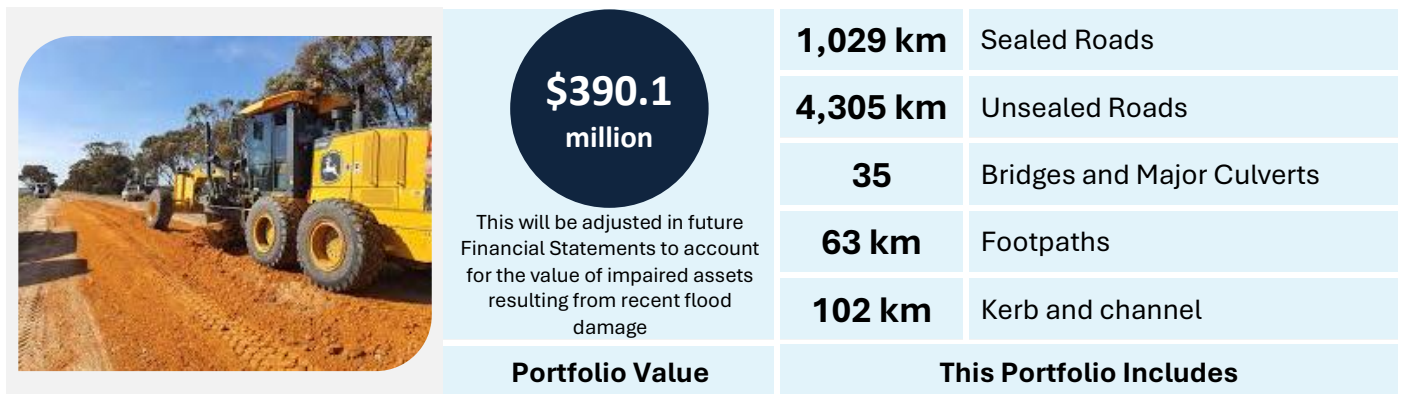 $390.1
million
This will be adjusted in future
Financial Statements to account
for the value of impaired assets
resulting from recent flood
damage
Portfolio Value
1,029 km Sealed Roads
4,305 km Unsealed Roads
35 Bridges and Major Culverts
63 km Footpaths
102 km Kerb and channel
This Portfolio Includes